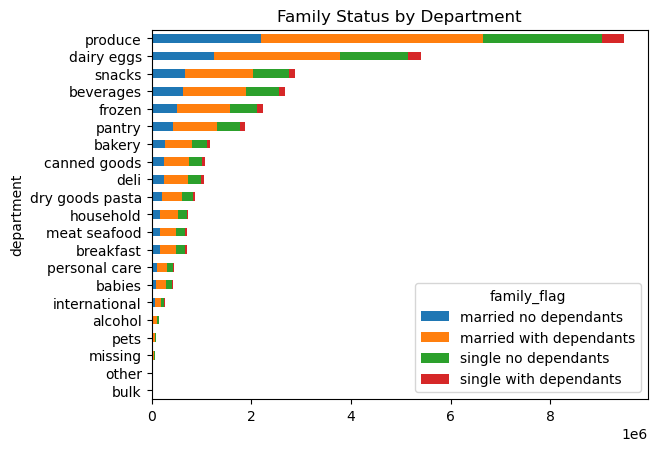 Family Status by Department
department
produce
dairy eggs
snacks
beverages
frozen
pantry
bakery
canned goods
deli
dry goods pasta
household
meat seafood
breakfast
personal care
babies
international
alcohol
pets
missing
other
bulk
family_flag
married no dependants
married with dependants
single no dependants
single with dependants
0 2 4 6 8
1e6